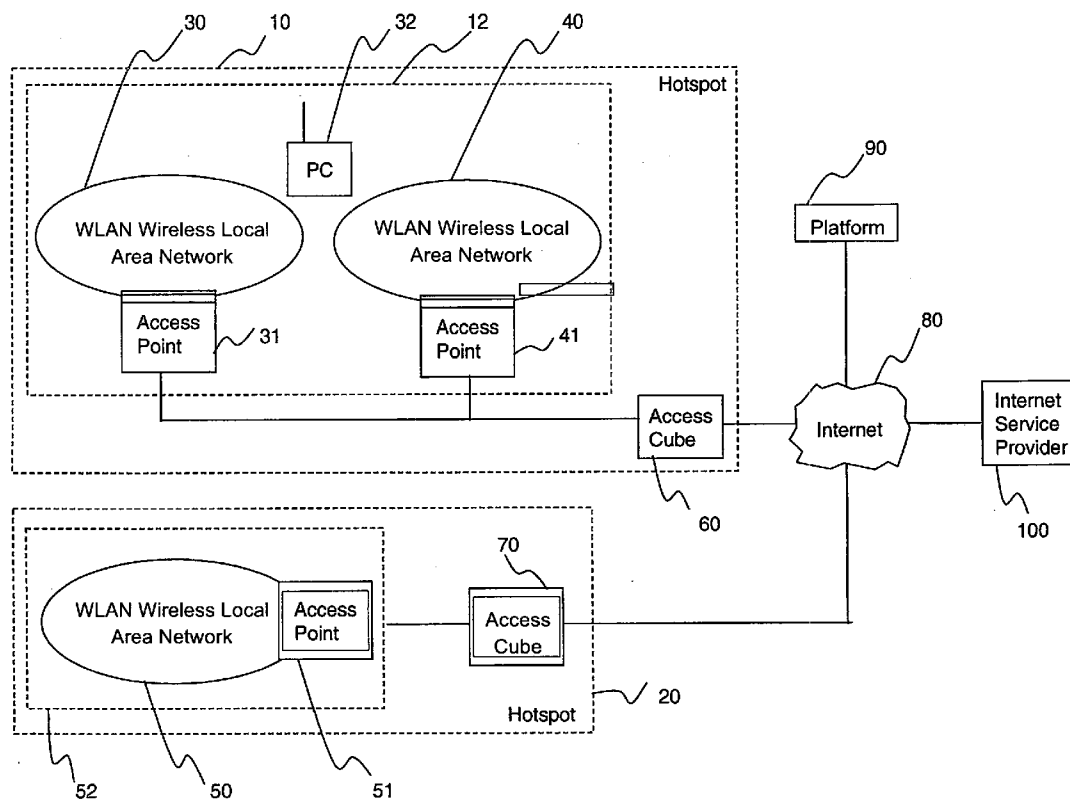 30
10
32
12
40
Hotspot
PC
90
WLAN Wireless Local
Area Network
WLAN Wireless Local
Area Network
Platform
Access
Point
31
Access
Point
41
80
Access
Cube
60
Internet
Internet
Service
Provider
100
70
WLAN Wireless Local
Area Network
Access
Point
Access
Cube
20
Hotspot
52
50
51